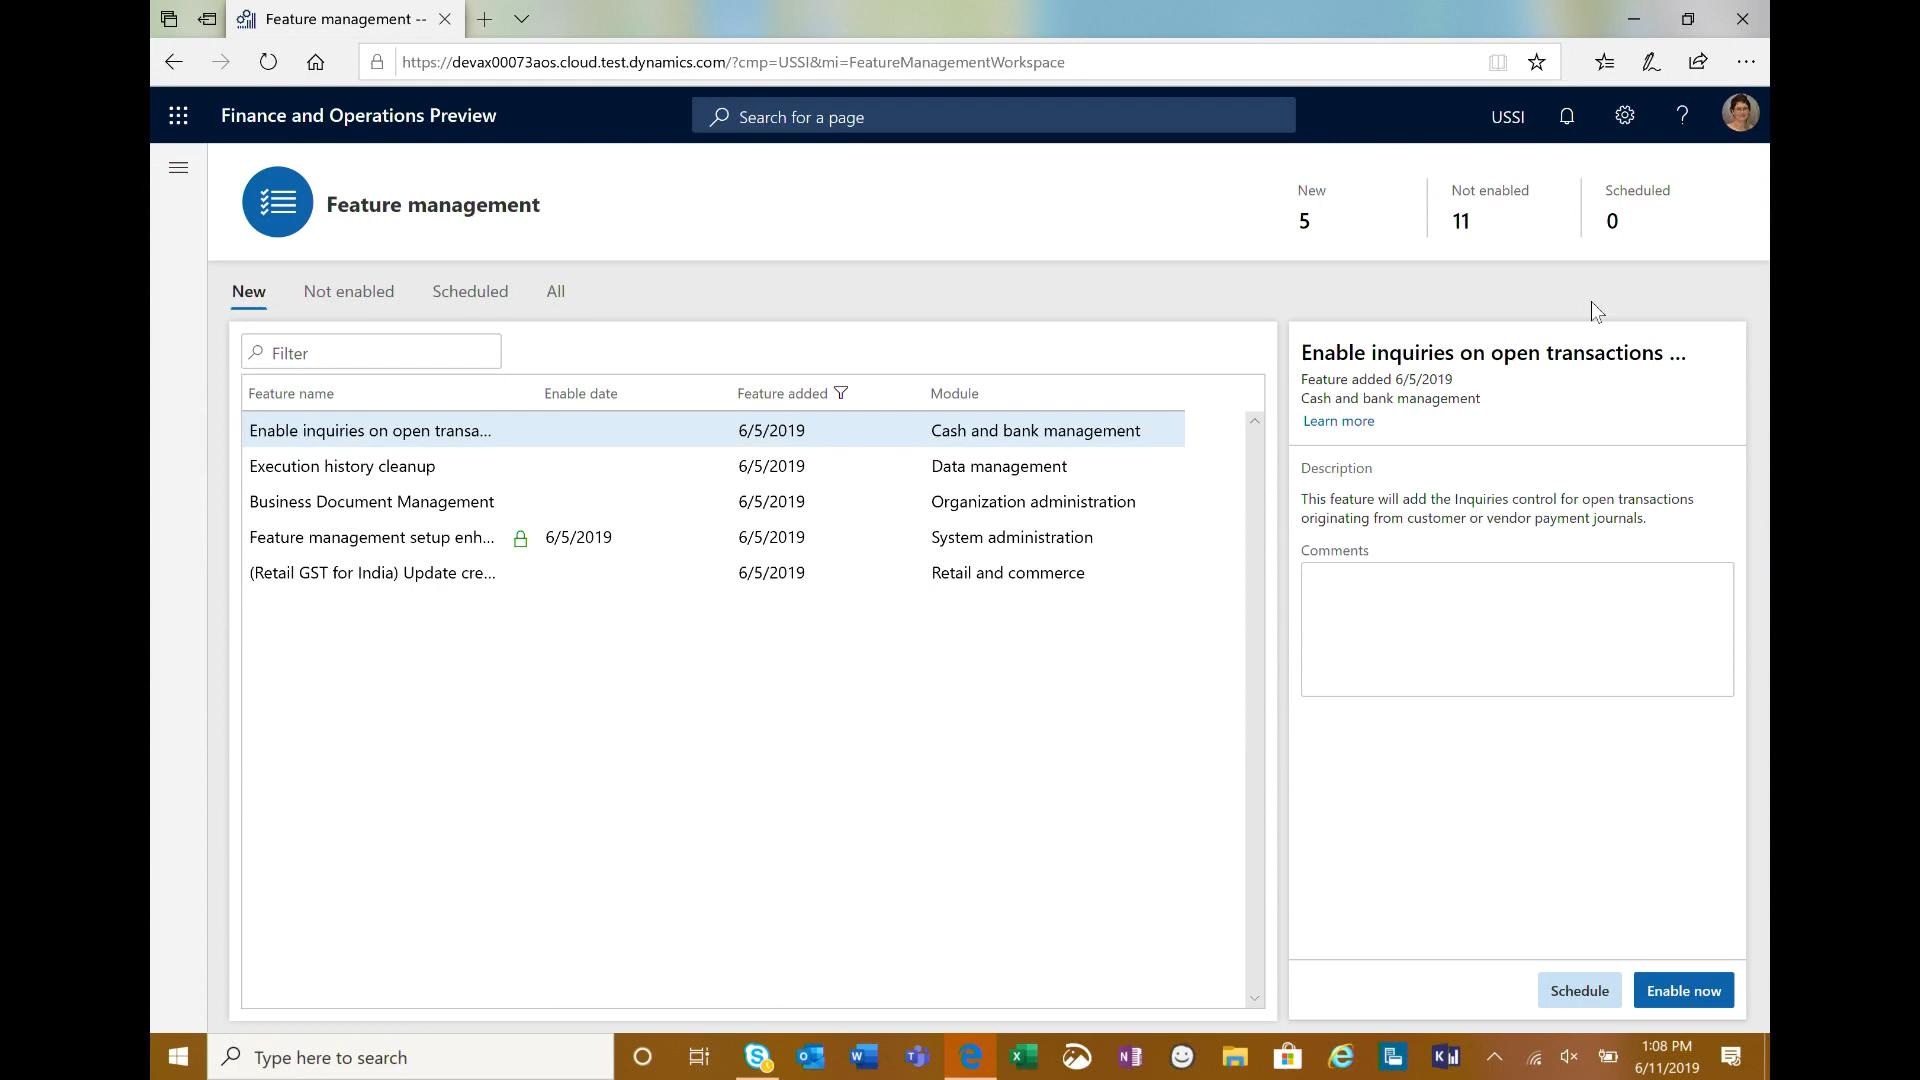 Feature management --
https://devax00073aos.cloud.test.dynamics.com/?cmp=USSI&mi=FeatureManagementWorkspace
Finance and Operations Preview
Search for a page
USSI
Feature management
New
5
Not enabled
11
Scheduled
0
New Not enabled Scheduled All
Filter
Feature name Enable date Feature added Module
Enable inquiries on open transa... 6/5/2019 Cash and bank management
Execution history cleanup 6/5/2019 Data management
Business Document Management 6/5/2019 Organization administration
Feature management setup enh... 6/5/2019 6/5/2019 System administration
(Retail GST for India) Update cre... 6/5/2019 Retail and commerce
Enable inquiries on open transactions ...
Feature added 6/5/2019
Cash and bank management
Learn more
Description
This feature will add the Inquiries control for open transactions
originating from customer or vendor payment journals.
Comments
Schedule Enable now
Type here to search
1:08 PM
6/11/2019